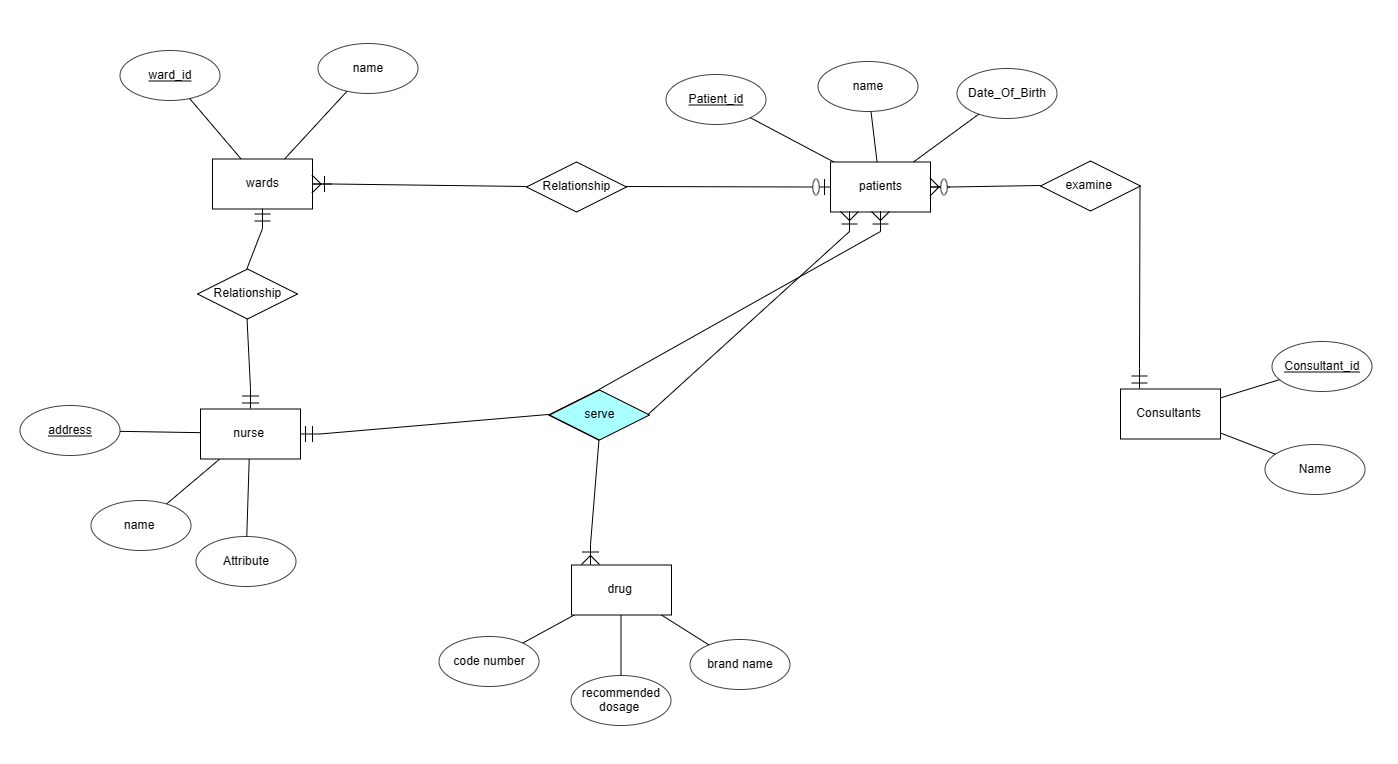 ward_id
name
Patient_id
name
Date_Of_Birth
wards
Relationship
patients
examine
Relationship
Consultant_id
Consultants
Name
address
nurse
serve
name
Attribute
drug
code number
recommended
dosage
brand name